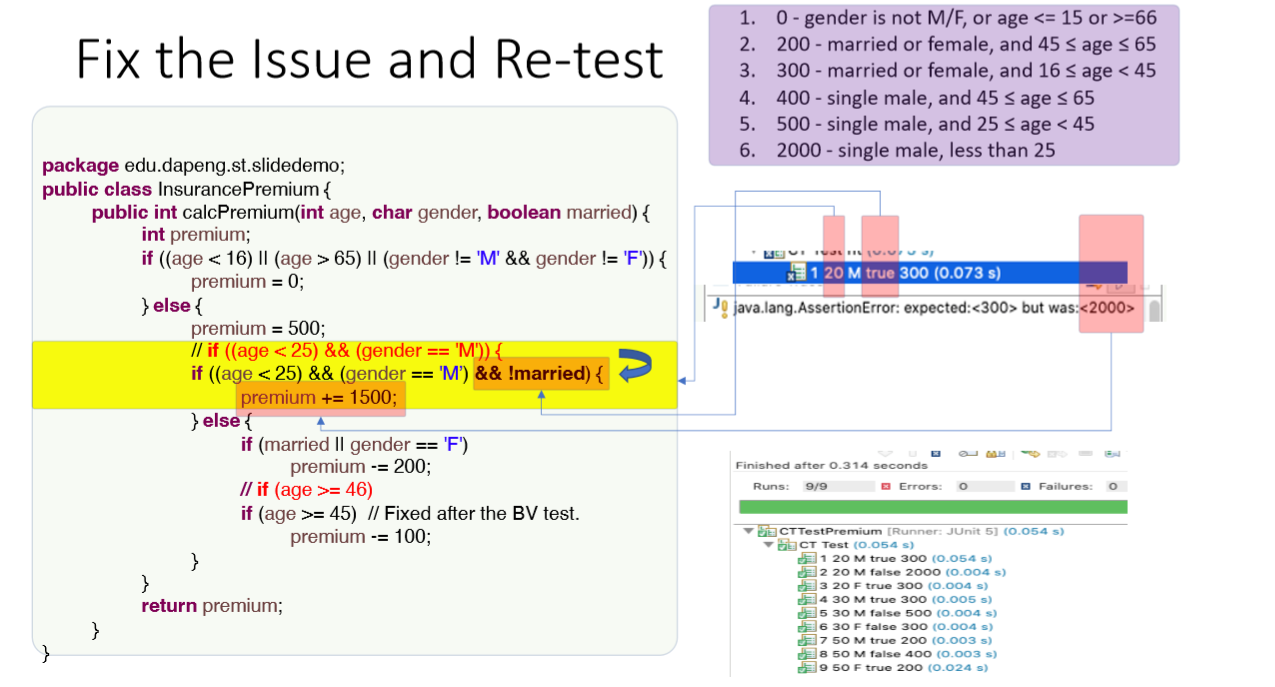 Fix the Issue and Re-test
1. 0 - gender is not M/F, or age <= 15 or >=66
2. 200 - married or female, and 45 ≤ age ≤ 65
3. 300 - married or female, and 16 ≤ age < 45
4. 400 - single male, and 45 ≤ age ≤ 65
5. 500 - single male, and 25 ≤ age < 45
6. 2000 - single male, less than 25
package edu.dapeng.st.slidedemo;
public class InsurancePremium {
public int calcPremium(int age, char gender, boolean married) {
int premium;
if ((age < 16) || (age > 65) || (gender != 'M' && gender != 'F')) {
premium = 0;
} else {
premium = 500;
// if ((age < 25) && (gender == 'M')) {
if ((age < 25) && (gender == 'M') && !married) {
premium += 1500;
} else {
if (married || gender == 'F')
premium -= 200;
// if (age >= 46)
if (age >= 45) // Fixed after the BV test.
premium -= 100;
}
}
return premium;
}
}
1 20 M true 300 (0.073 s)
java.lang.AssertionError: expected:<300> but was:<2000>
Finished after 0.314 seconds
Runs: 9/9 Errors: 0 Failures: 0
CTTestPremium [Runner: JUnit 5] (0.054 s)
CT Test (0.054 s)
1 20 M true 300 (0.054 s)
2 20 M false 2000 (0.004 s)
3 20 F true 300 (0.004 s)
4 30 M true 300 (0.005 s)
5 30 M false 500 (0.004 s)
6 30 F false 300 (0.004 s)
7 50 M true 200 (0.003 s)
8 50 M false 400 (0.003 s)
9 50 F true 200 (0.024 s)